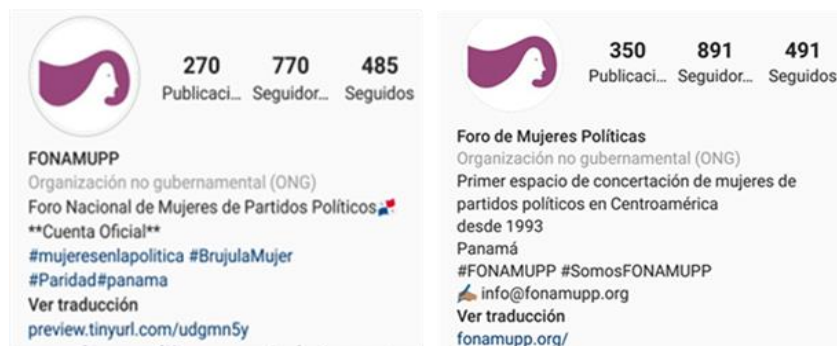 270 770 485
Publicaci... Seguidor... Seguidos
FONAMUPP
Organización no gubernamental (ONG)
Foro Nacional de Mujeres de Partidos Políticos🇵🇦
**Cuenta Oficial**
#mujeresenlapolitica #BrujulaMujer
#Paridad#panama
Ver traducción
preview.tinyurl.com/udgmn5y
350 891 491
Publicaci... Seguidor... Seguidos
Foro de Mujeres Políticas
Organización no gubernamental (ONG)
Primer espacio de concertación de mujeres de
partidos políticos en Centroamérica
desde 1993
Panamá
#FONAMUPP #SomosFONAMUPP
✍🏽 info@fonamupp.org
Ver traducción
fonamupp.org/